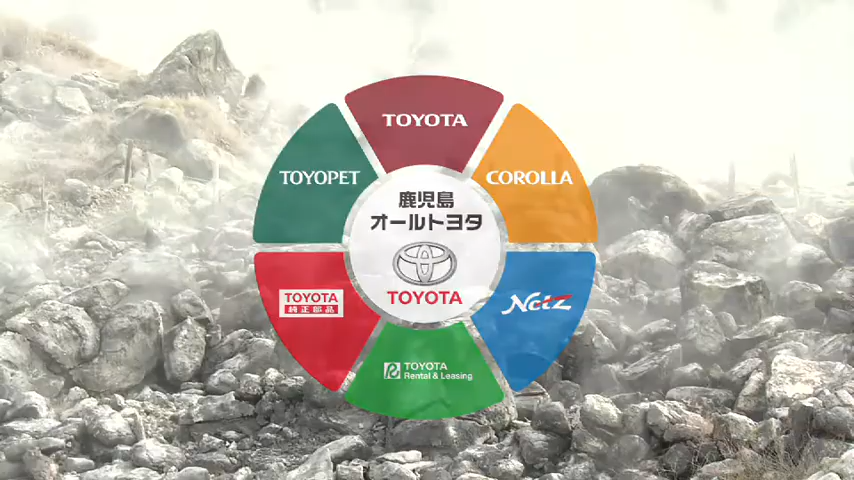 TOYOTA
TOYOPET
COROLLA
鹿児島
オールトヨタ
TOYOTA
TOYOTA
純正部品
Netz
TOYOTA
Rental & Leasing